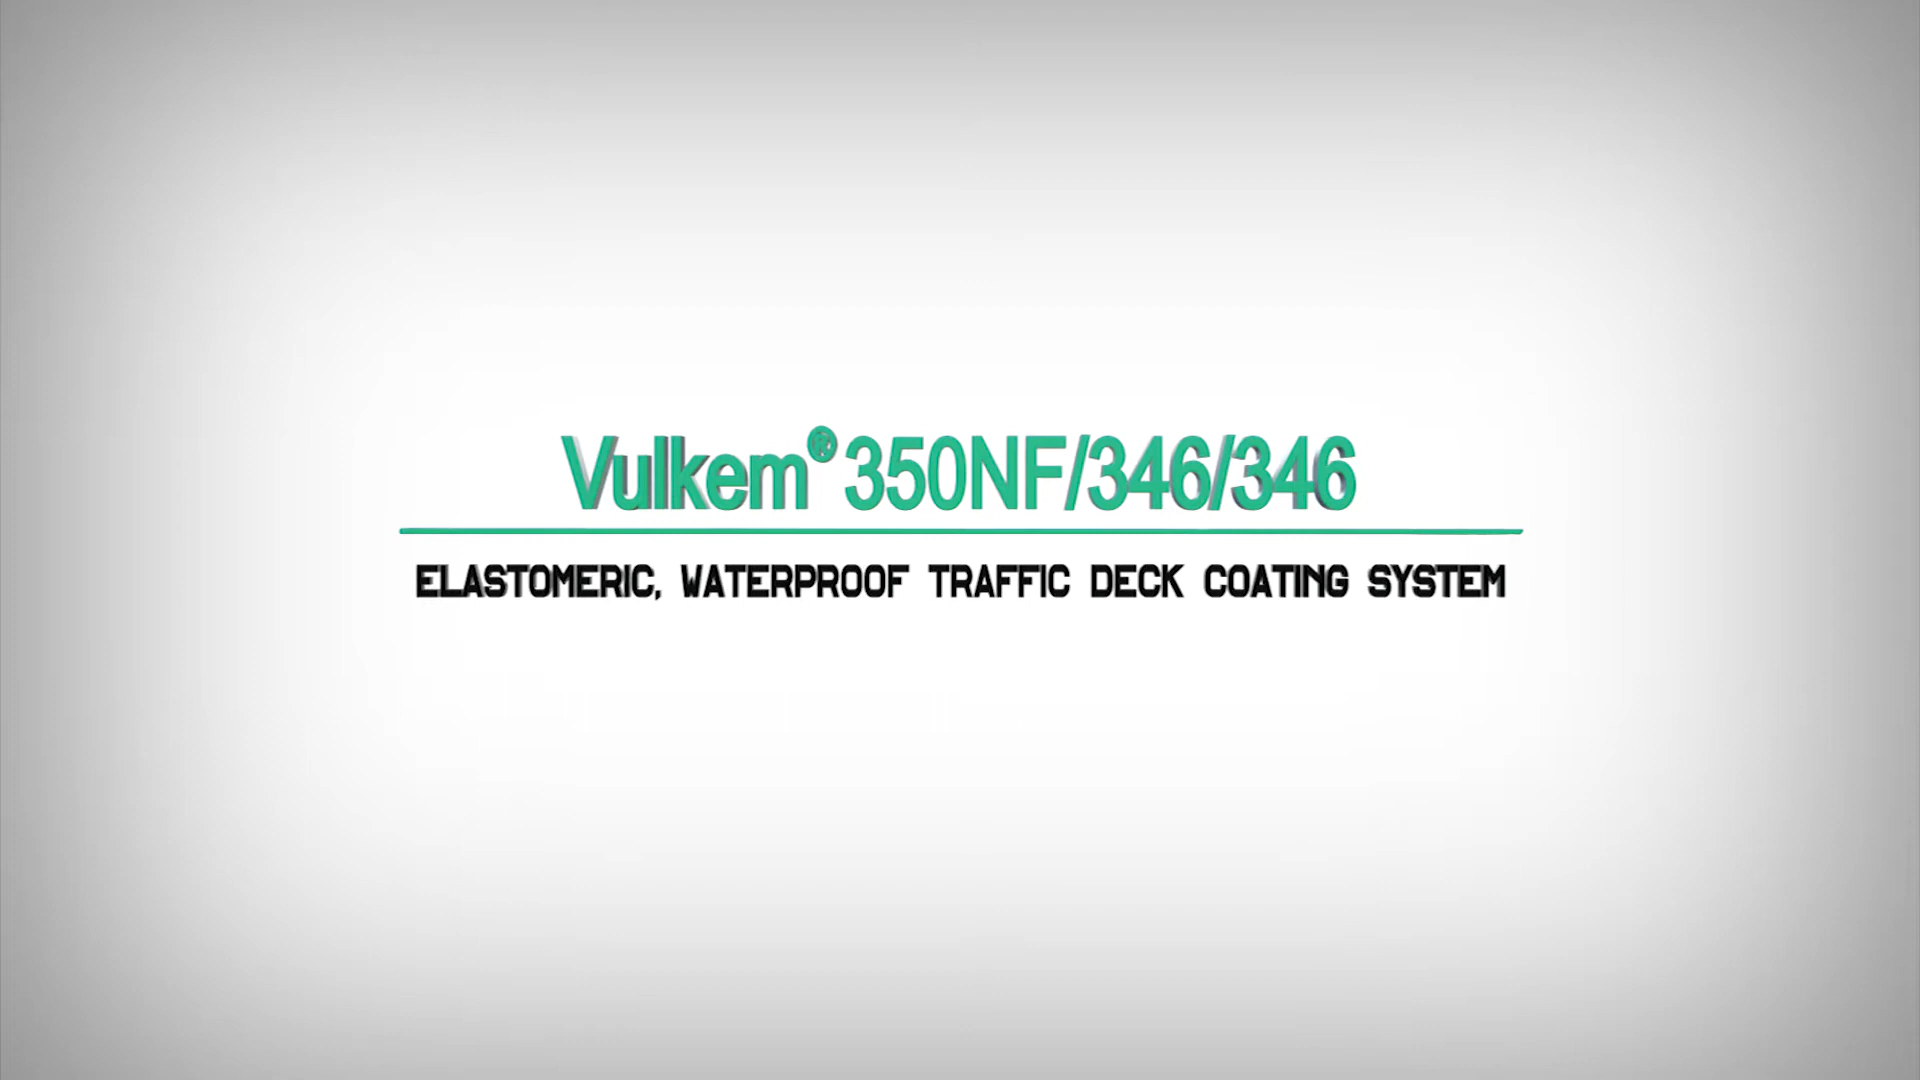 Vulkem® 350NF/346/346
ELASTOMERIC, WATERPROOF TRAFFIC DECK COATING SYSTEM